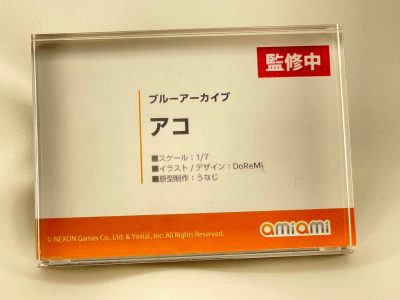 監修中
ブルーアーカイブ
アコ
■スケール：1/7
■イラスト / デザイン：DoReMi
■原型制作：うなじ
amiami
© NEXON Games Co., Ltd. & Yostar, Inc. All Rights Reserved.